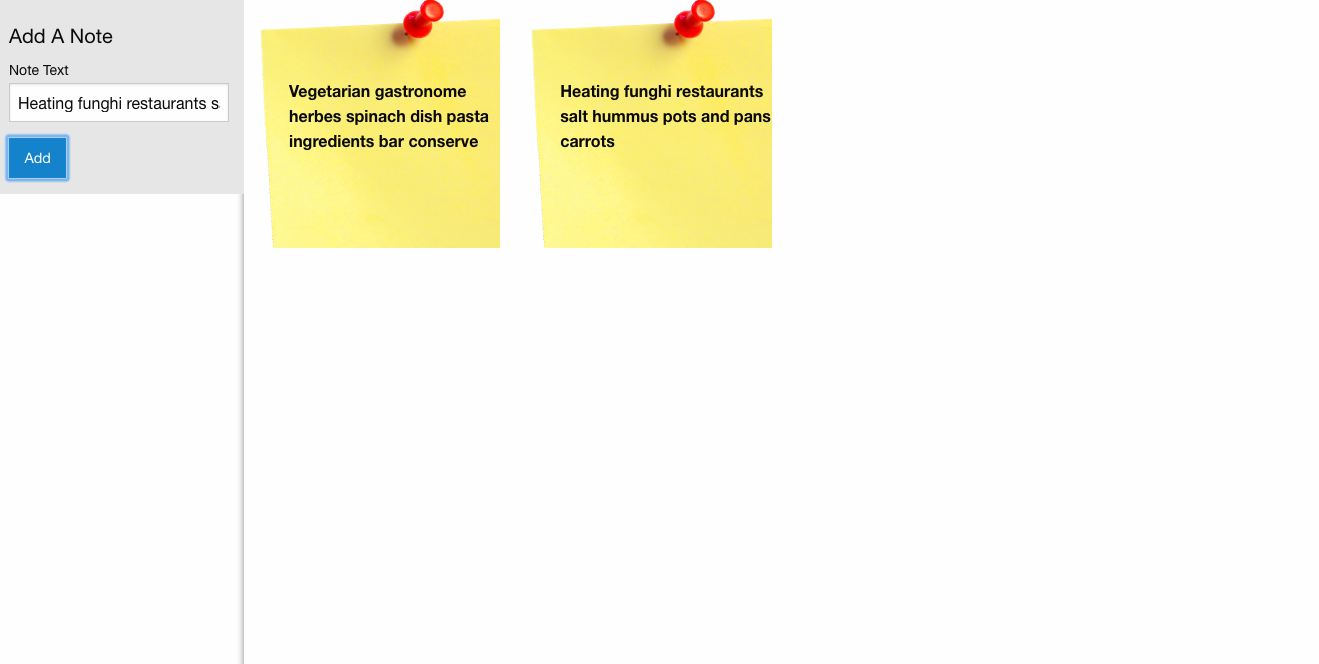 Add A Note
Note Text
Heating funghi restaurants s
Add
Vegetarian gastronome
herbes spinach dish pasta
ingredients bar conserve
Heating funghi restaurants
salt hummus pots and pans
carrots